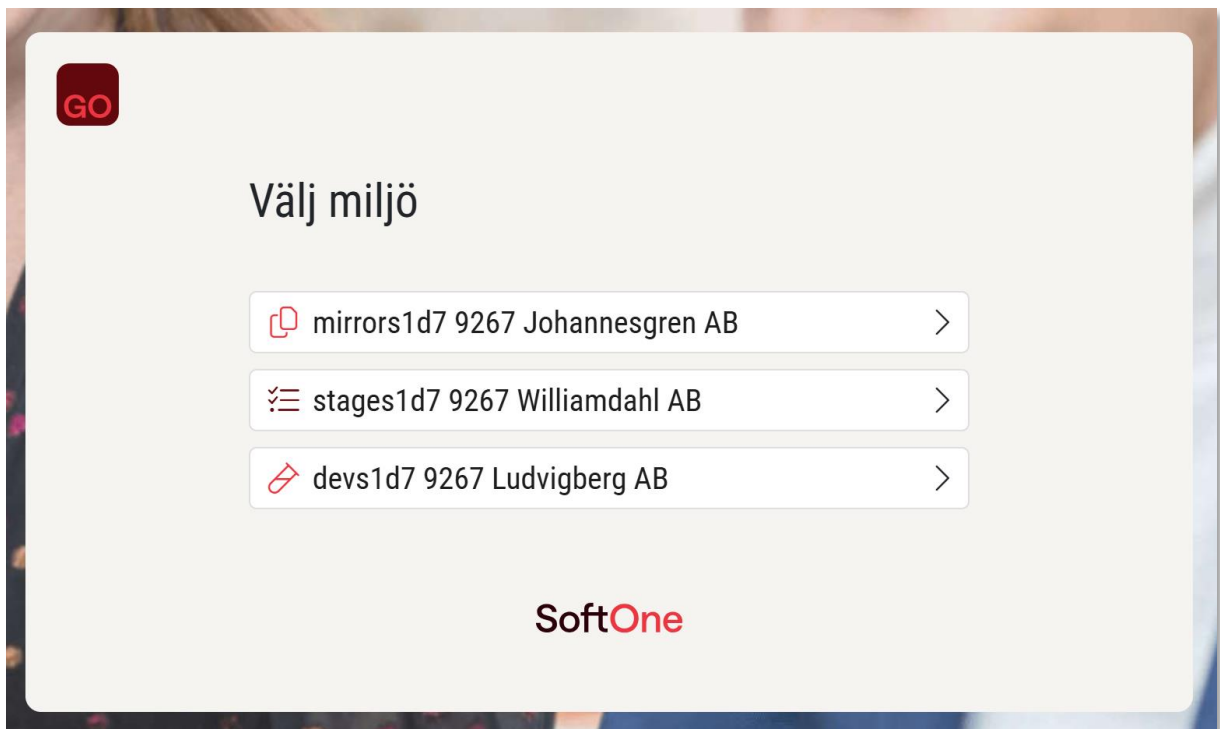 GO
Välj miljö
mirrors1d7 9267 Johannesgren AB
stages1d7 9267 Williamdahl AB
devs1d7 9267 Ludvigberg AB
SoftOne